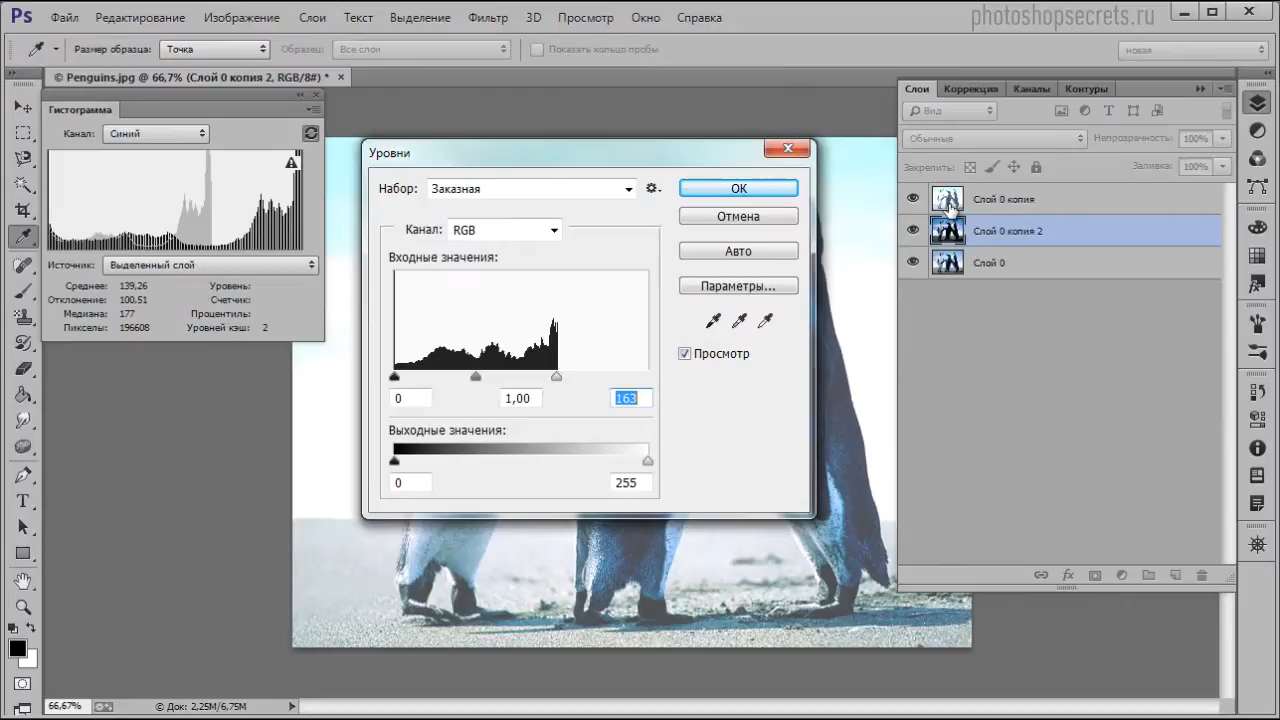 Ps Файл Редактирование Изображение Слои Текст Выделение Фильтр 3D Просмотр Окно Справка
photoshopsecrets.ru
Размер образца: Точка Образец: Все слои Показать кольцо пробы новая
© Penguins.jpg @ 66,7% (Слой 0 копия 2, RGB/8#) * ×
Гистограмма
Канал: Синий
Источник: Выделенный слой
Среднее: 139,26 Уровень:
Отклонение: 100.51 Счетчик:
Медиана: 177 Процентиль:
Пикселы: 196608 Уровней кэш: 2
Уровни
Набор: Заказная
Канал: RGB
Входные значения:
0 1,00 163
Выходные значения:
0 255
OK
Отмена
Авто
Параметры...
Просмотр
Слои Коррекция Каналы Контуры
Вид
Обычные Непрозрачность: 100%
Закрепить: Заливка: 100%
Слой 0 копия
Слой 0 копия 2
Слой 0
fx
66,67% © Док: 2,25M/6,75M